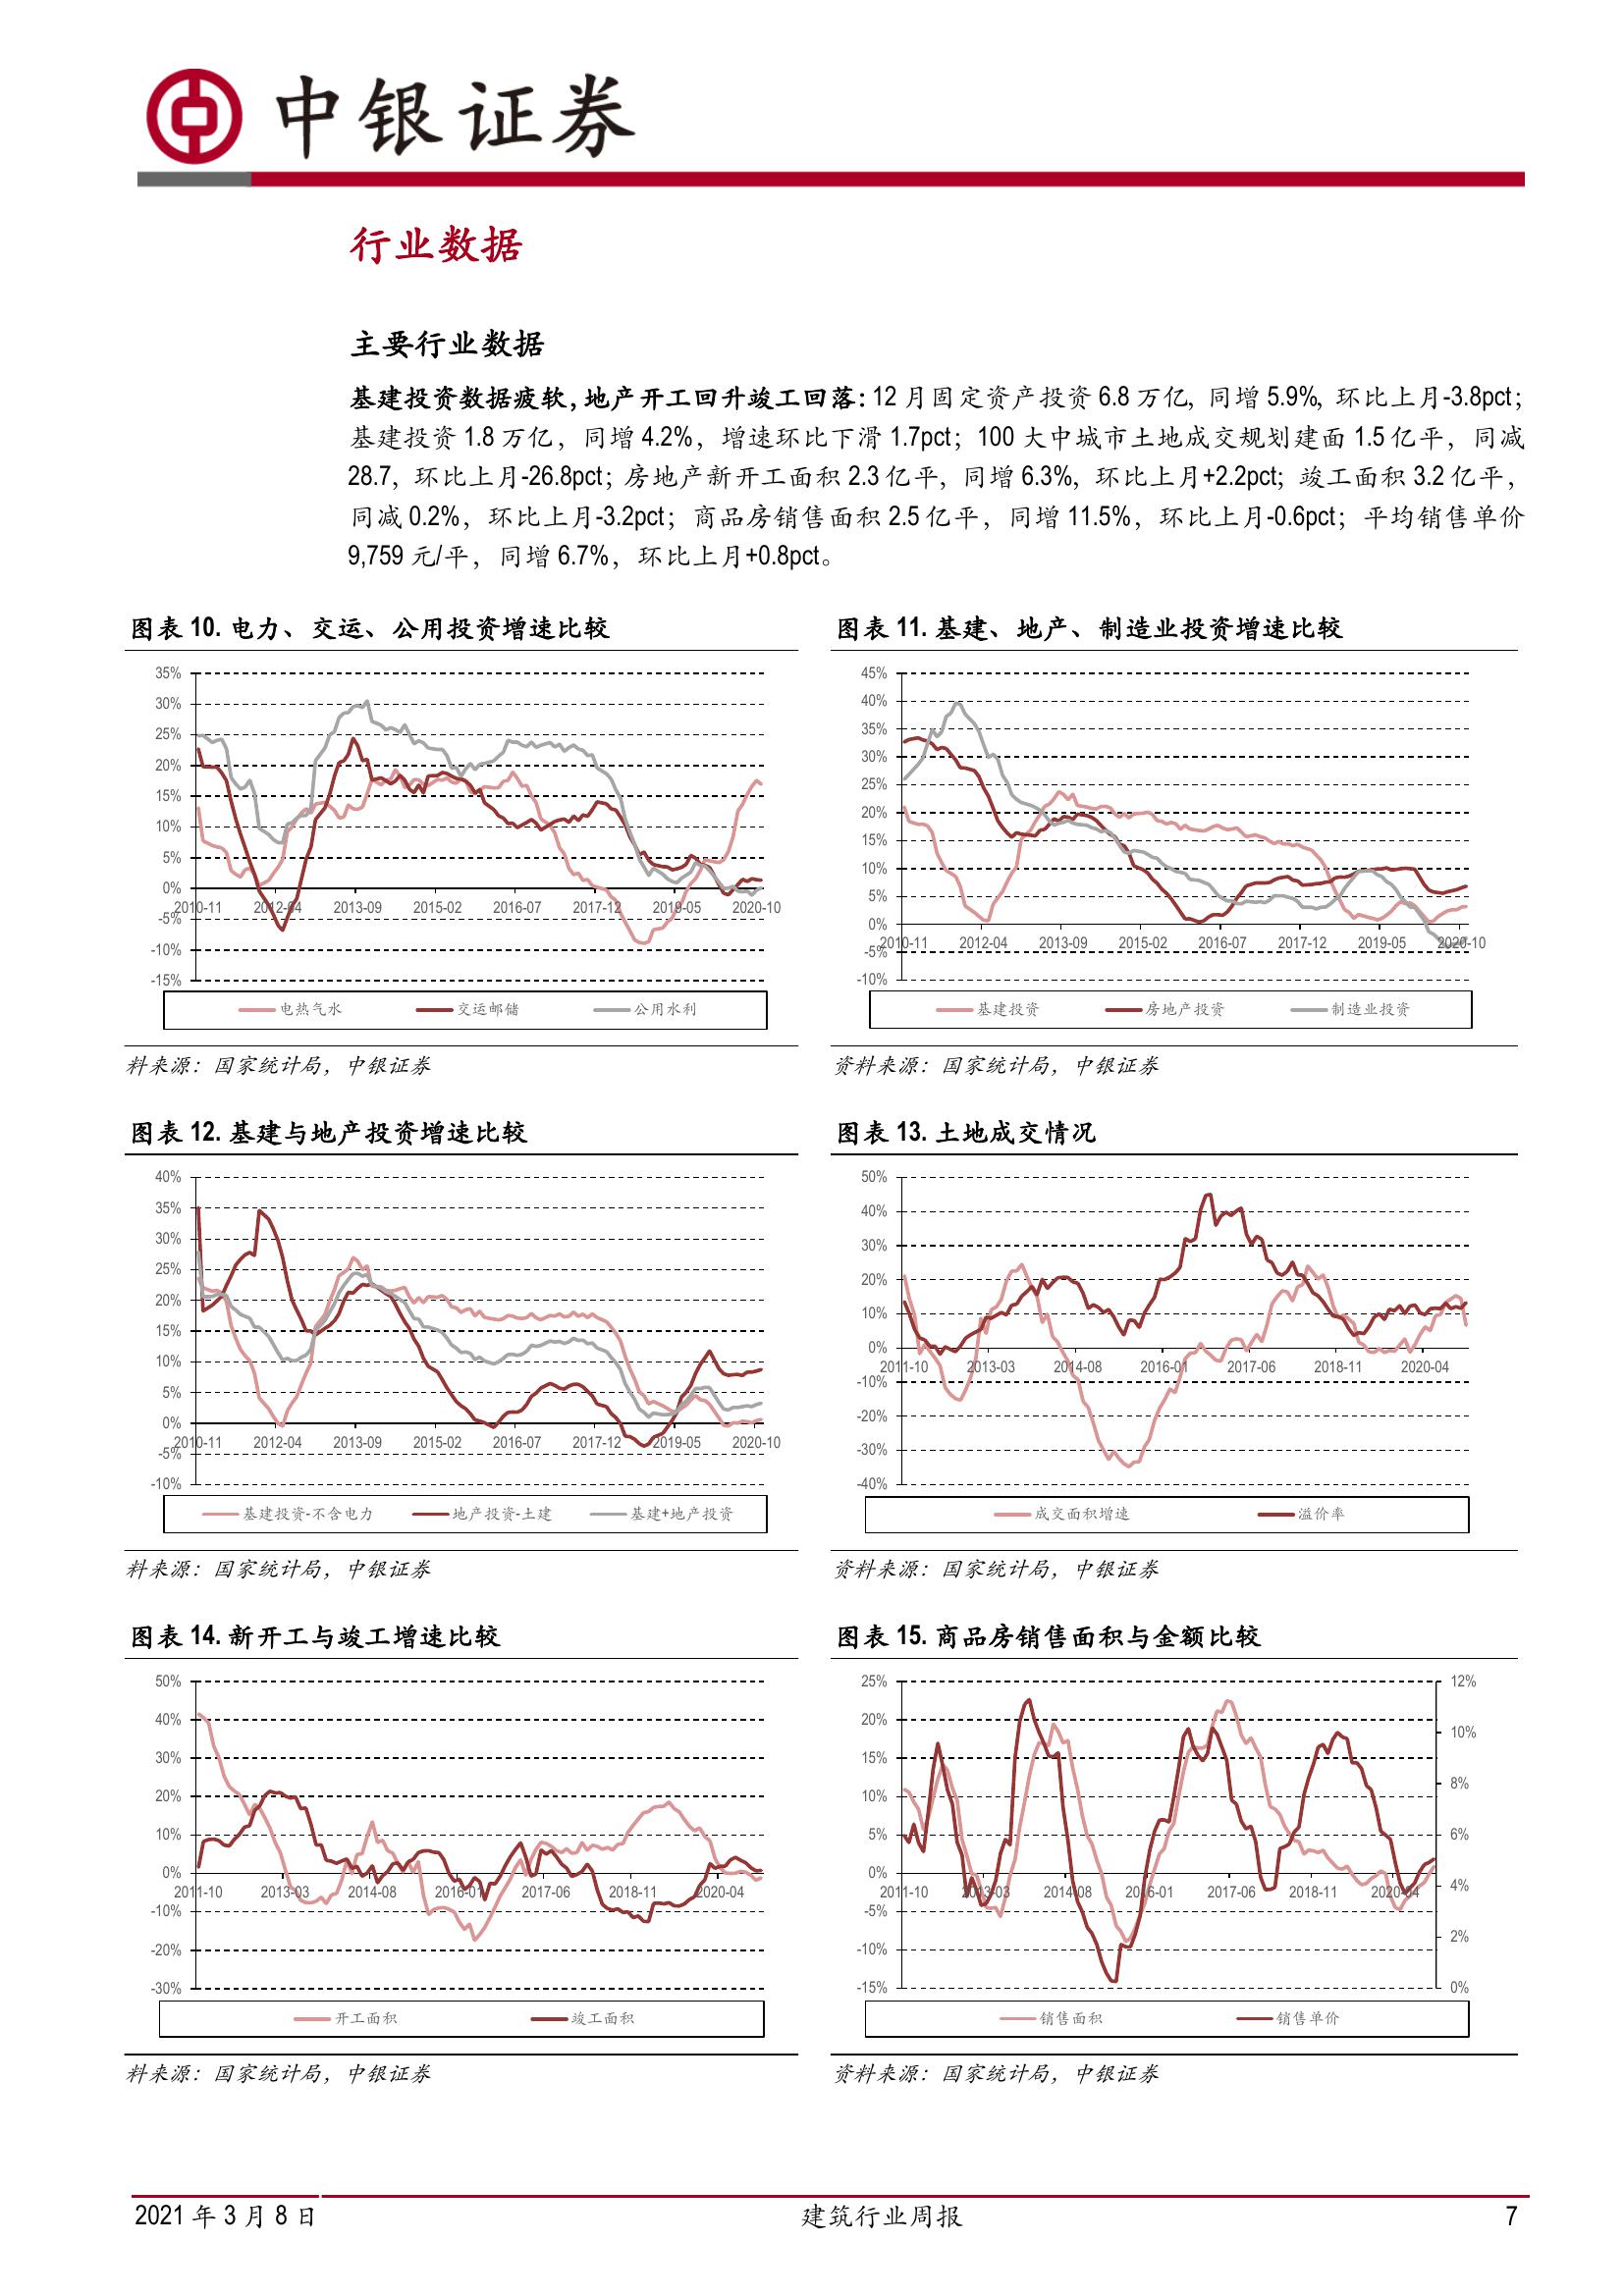 中银证券
行业数据
主要行业数据
基建投资数据疲软，地产开工回升竣工回落：12 月固定资产投资 6.8 万亿，同增 5.9%，环比上月-3.8pct；
基建投资 1.8 万亿，同增 4.2%，增速环比下滑 1.7pct；100 大中城市土地成交规划建面 1.5 亿平，同减
28.7，环比上月-26.8pct；房地产新开工面积 2.3 亿平，同增 6.3%，环比上月+2.2pct；竣工面积 3.2 亿平，
同减 0.2%，环比上月-3.2pct；商品房销售面积 2.5 亿平，同增 11.5%，环比上月-0.6pct；平均销售单价
9,759 元/平，同增 6.7%，环比上月+0.8pct。
图表 10. 电力、交运、公用投资增速比较
35%
30%
25%
20%
15%
10%
5%
0%
-5%
-10%
-15%
2010-11 2012-04 2013-09 2015-02 2016-07 2017-12 2019-05 2020-10
电热气水 交运邮储 公用水利
料来源：国家统计局，中银证券
图表 11. 基建、地产、制造业投资增速比较
45%
40%
35%
30%
25%
20%
15%
10%
5%
0%
-5%
-10%
2010-11 2012-04 2013-09 2015-02 2016-07 2017-12 2019-05 2020-10
基建投资 房地产投资 制造业投资
资料来源：国家统计局，中银证券
图表 12. 基建与地产投资增速比较
40%
35%
30%
25%
20%
15%
10%
5%
0%
-5%
-10%
2010-11 2012-04 2013-09 2015-02 2016-07 2017-12 2019-05 2020-10
基建投资-不含电力 地产投资-土建 基建+地产投资
料来源：国家统计局，中银证券
图表 13. 土地成交情况
50%
40%
30%
20%
10%
0%
-10%
-20%
-30%
-40%
2011-10 2013-03 2014-08 2016-01 2017-06 2018-11 2020-04
成交面积增速 溢价率
资料来源：国家统计局，中银证券
图表 14. 新开工与竣工增速比较
50%
40%
30%
20%
10%
0%
-10%
-20%
-30%
2011-10 2013-03 2014-08 2016-01 2017-06 2018-11 2020-04
开工面积 竣工面积
料来源：国家统计局，中银证券
图表 15. 商品房销售面积与金额比较
25%
20%
15%
10%
5%
0%
-5%
-10%
-15%
12%
10%
8%
6%
4%
2%
0%
2011-10 2013-03 2014-08 2016-01 2017-06 2018-11 2020-04
销售面积 销售单价
资料来源：国家统计局，中银证券
2021 年 3 月 8 日 建筑行业周报 7